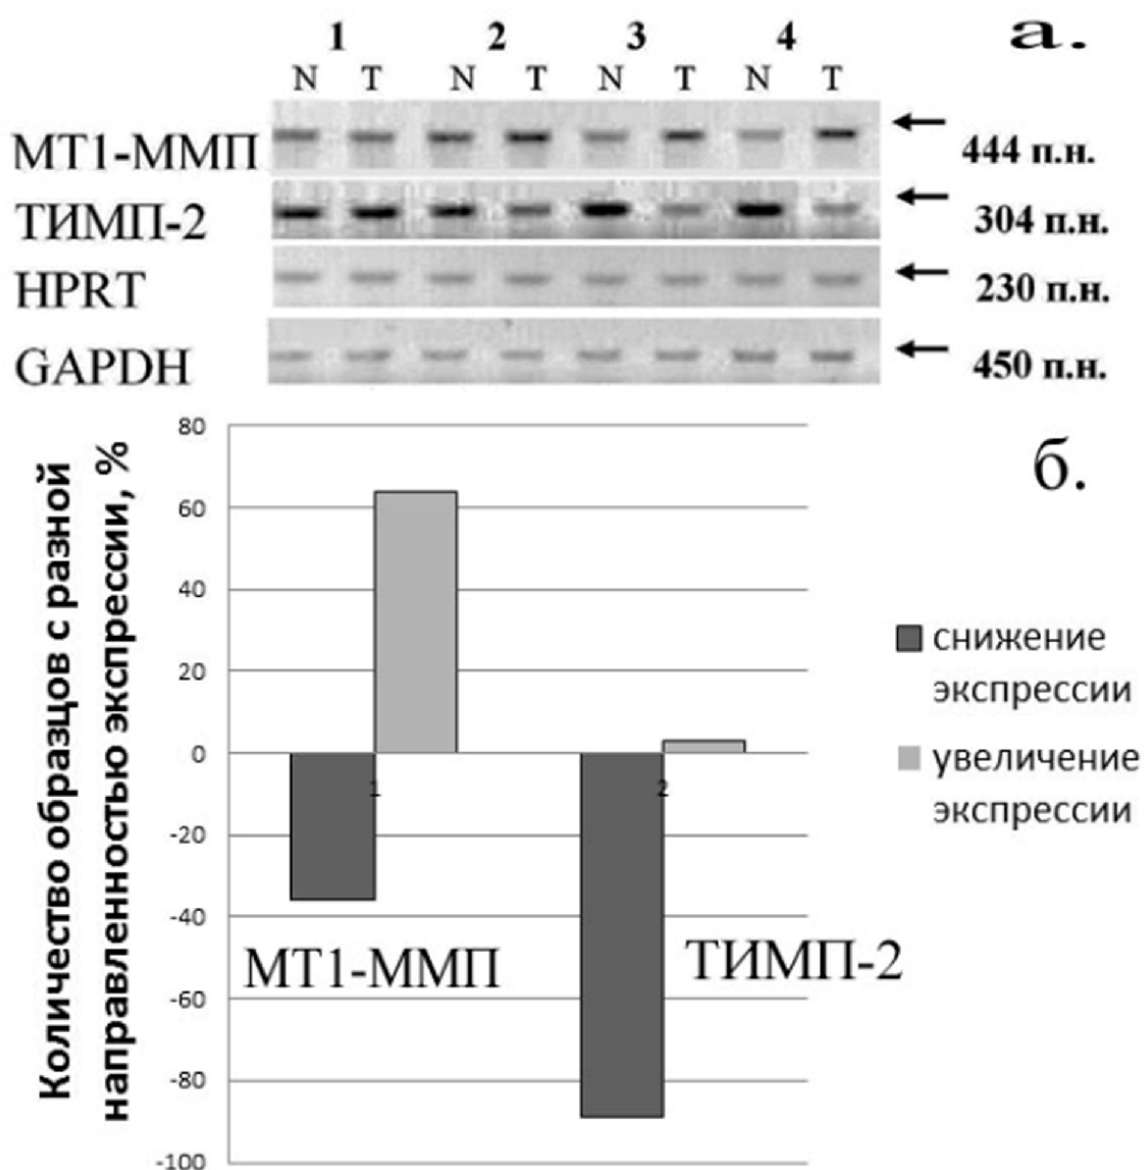 1 2 3 4 а.
N T N T N T N T
МТ1-ММП 444 п.н.
ТИМП-2 304 п.н.
HPRT 230 п.н.
GAPDH 450 п.н.
б.
Количество образцов с разной
направленностью экспрессии, %
80
60
40
20
0
-20
-40
-60
-80
-100
1 2
МТ1-ММП ТИМП-2
снижение
экспрессии
увеличение
экспрессии